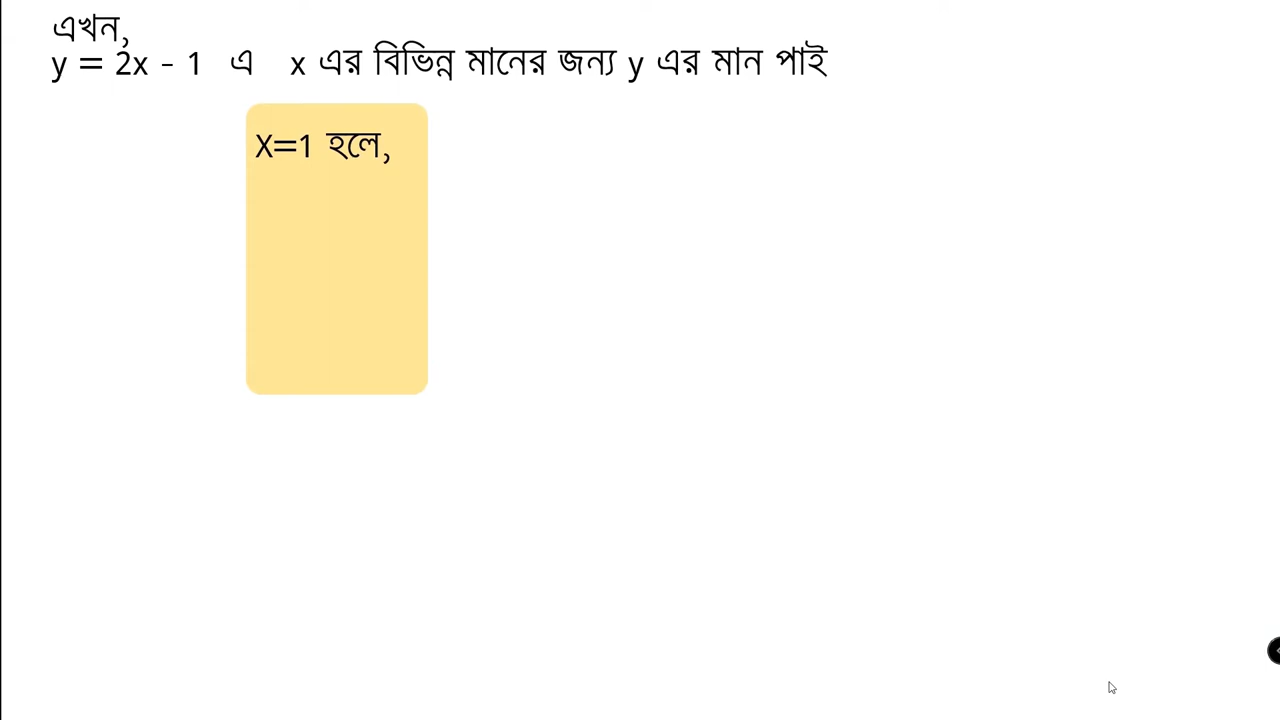 এখন,
y = 2x - 1 এ x এর বিভিন্ন মানের জন্য y এর মান পাই
X=1 হলে,